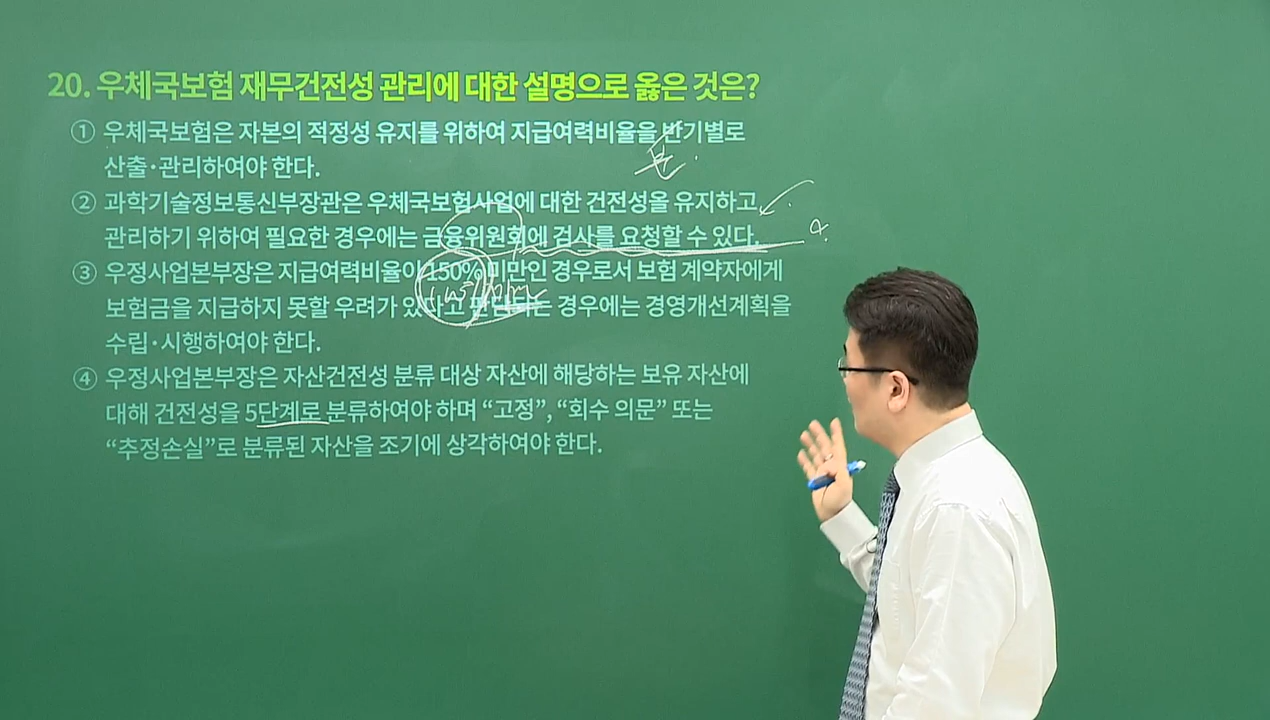 20. 우체국보험 재무건전성 관리에 대한 설명으로 옳은 것은?
① 우체국보험은 자본의 적정성 유지를 위하여 지급여력비율을 반기별로
분
산출·관리하여야 한다.
② 과학기술정보통신부장관은 우체국보험사업에 대한 건전성을 유지하고
관리하기 위하여 필요한 경우에는 금융위원회에 검사를 요청할 수 있다.
③ 우정사업본부장은 지급여력비율이 150% 미만인 경우로서 보험 계약자에게
보험금을 지급하지 못할 우려가 있다고 판단되는 경우에는 경영개선계획을
수립·시행하여야 한다.
④ 우정사업본부장은 자산건전성 분류 대상 자산에 해당하는 보유 자산에
대해 건전성을 5단계로 분류하여야 하며 “고정”, “회수 의문” 또는
“추정손실”로 분류된 자산을 조기에 상각하여야 한다.